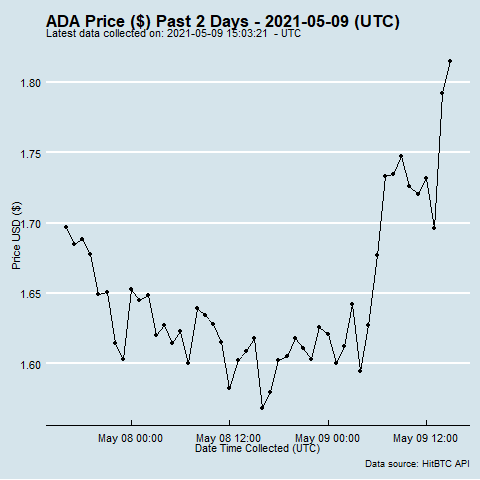 ADA Price ($) Past 2 Days - 2021-05-09 (UTC)
Latest data collected on: 2021-05-09 15:03:21 - UTC
1.80
1.75
1.70
1.65
1.60
Price USD ($)
May 08 00:00 May 08 12:00 May 09 00:00 May 09 12:00
Date Time Collected (UTC)
Data source: HitBTC API